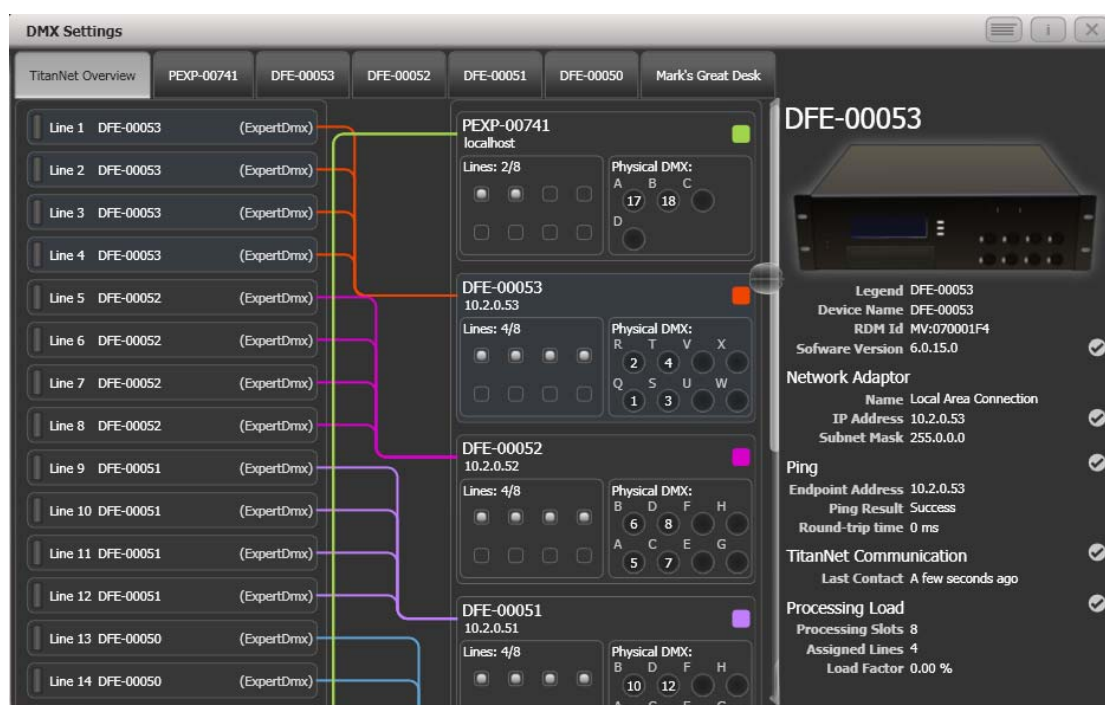 DMX Settings
i
TitanNet Overview
PEXP-00741
DFE-00053
DFE-00052
DFE-00051
DFE-00050
Mark's Great Desk
Line 1 DFE-00053 (ExpertDmx)
Line 2 DFE-00053 (ExpertDmx)
Line 3 DFE-00053 (ExpertDmx)
Line 4 DFE-00053 (ExpertDmx)
Line 5 DFE-00052 (ExpertDmx)
Line 6 DFE-00052 (ExpertDmx)
Line 7 DFE-00052 (ExpertDmx)
Line 8 DFE-00052 (ExpertDmx)
Line 9 DFE-00051 (ExpertDmx)
Line 10 DFE-00051 (ExpertDmx)
Line 11 DFE-00051 (ExpertDmx)
Line 12 DFE-00051 (ExpertDmx)
Line 13 DFE-00050 (ExpertDmx)
Line 14 DFE-00050 (ExpertDmx)
PEXP-00741
localhost
Lines: 2/8
Physical DMX:
A B C
17 18
D
DFE-00053
10.2.0.53
Lines: 4/8
Physical DMX:
R T V X
2 4
Q S U W
1 3
DFE-00052
10.2.0.52
Lines: 4/8
Physical DMX:
B D F H
6 8
A C E G
5 7
DFE-00051
10.2.0.51
Lines: 4/8
Physical DMX:
B D F H
10 12
A C E G
DFE-00053
Legend DFE-00053
Device Name DFE-00053
RDM Id MV:070001F4
Sofware Version 6.0.15.0
Network Adaptor
Name Local Area Connection
IP Address 10.2.0.53
Subnet Mask 255.0.0.0
Ping
Endpoint Address 10.2.0.53
Ping Result Success
Round-trip time 0 ms
TitanNet Communication
Last Contact A few seconds ago
Processing Load
Processing Slots 8
Assigned Lines 4
Load Factor 0.00 %